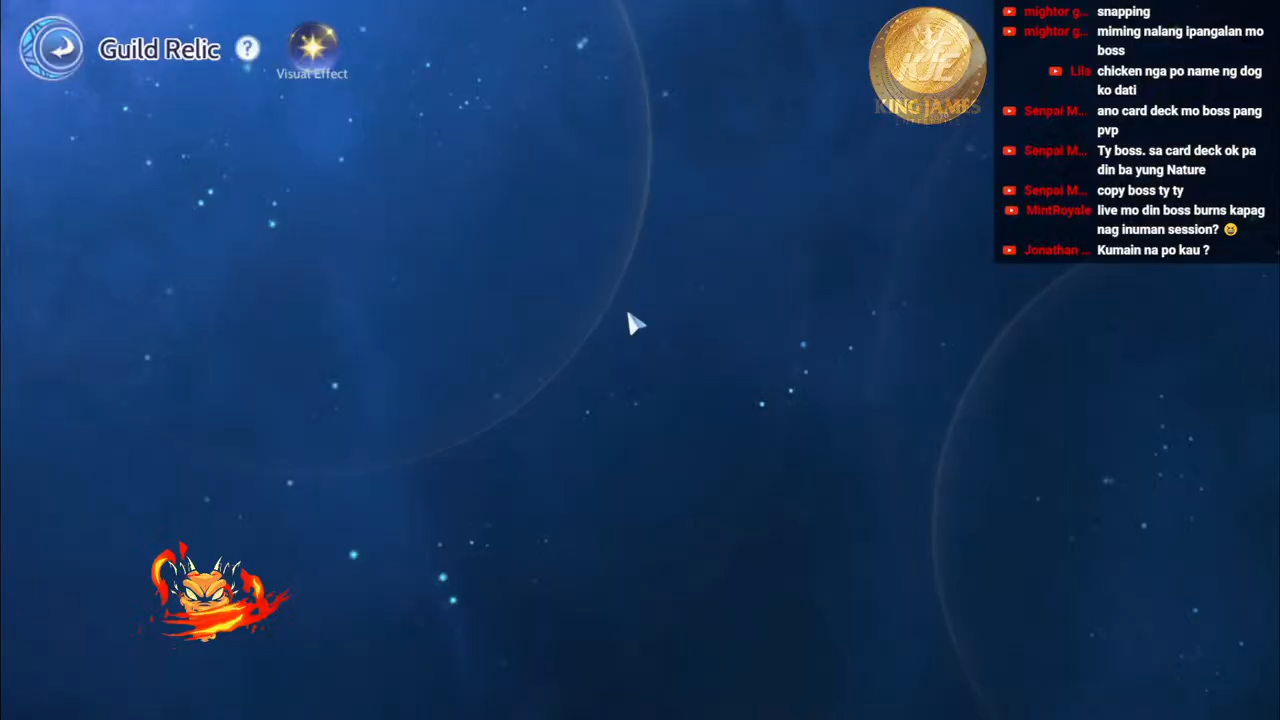 Guild Relic
?
Visual Effect
KJE
KING JAMES
mightor g... snapping
mightor g... miming nalang ipangalan mo
boss
Lila chicken nga po name ng dog
ko dati
Senpai M... ano card deck mo boss pang
pvp
Senpai M... Ty boss. sa card deck ok pa
din ba yung Nature
Senpai M... copy boss ty ty
MintRoyale live mo din boss burns kapag
nag inuman session? 😆
Jonathan ... Kumain na po kau ?